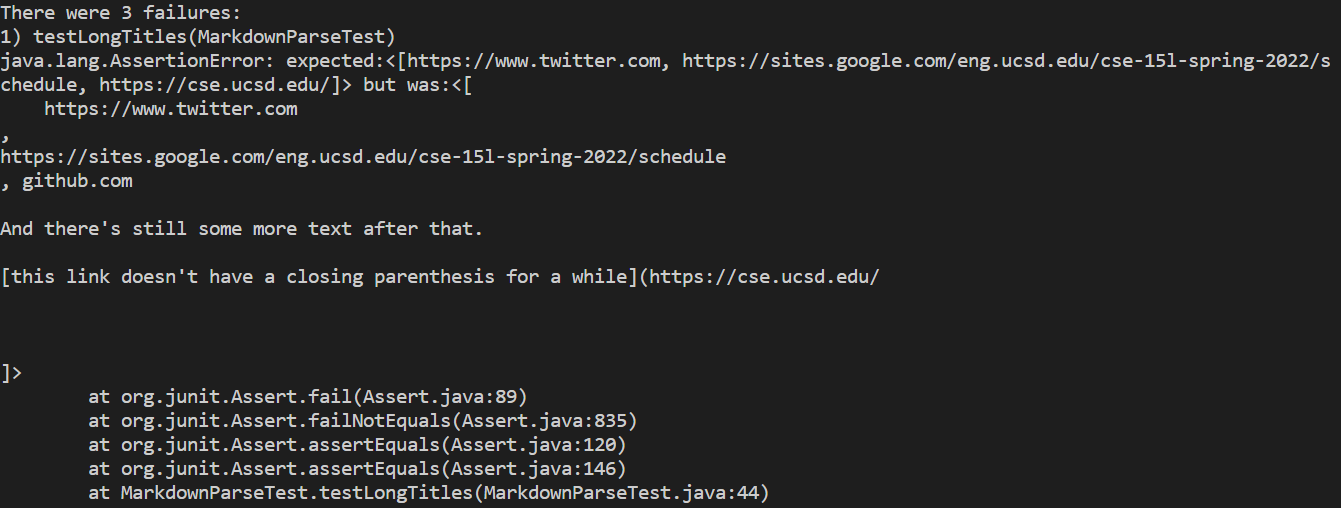 There were 3 failures:
1) testLongTitles(MarkdownParseTest)
java.lang.AssertionError: expected:<[https://www.twitter.com, https://sites.google.com/eng.ucsd.edu/cse-15l-spring-2022/s
chedule, https://cse.ucsd.edu/]> but was:<[
    https://www.twitter.com
,
https://sites.google.com/eng.ucsd.edu/cse-15l-spring-2022/schedule
, github.com

And there's still some more text after that.

[this link doesn't have a closing parenthesis for a while](https://cse.ucsd.edu/



]>
        at org.junit.Assert.fail(Assert.java:89)
        at org.junit.Assert.failNotEquals(Assert.java:835)
        at org.junit.Assert.assertEquals(Assert.java:120)
        at org.junit.Assert.assertEquals(Assert.java:146)
        at MarkdownParseTest.testLongTitles(MarkdownParseTest.java:44)